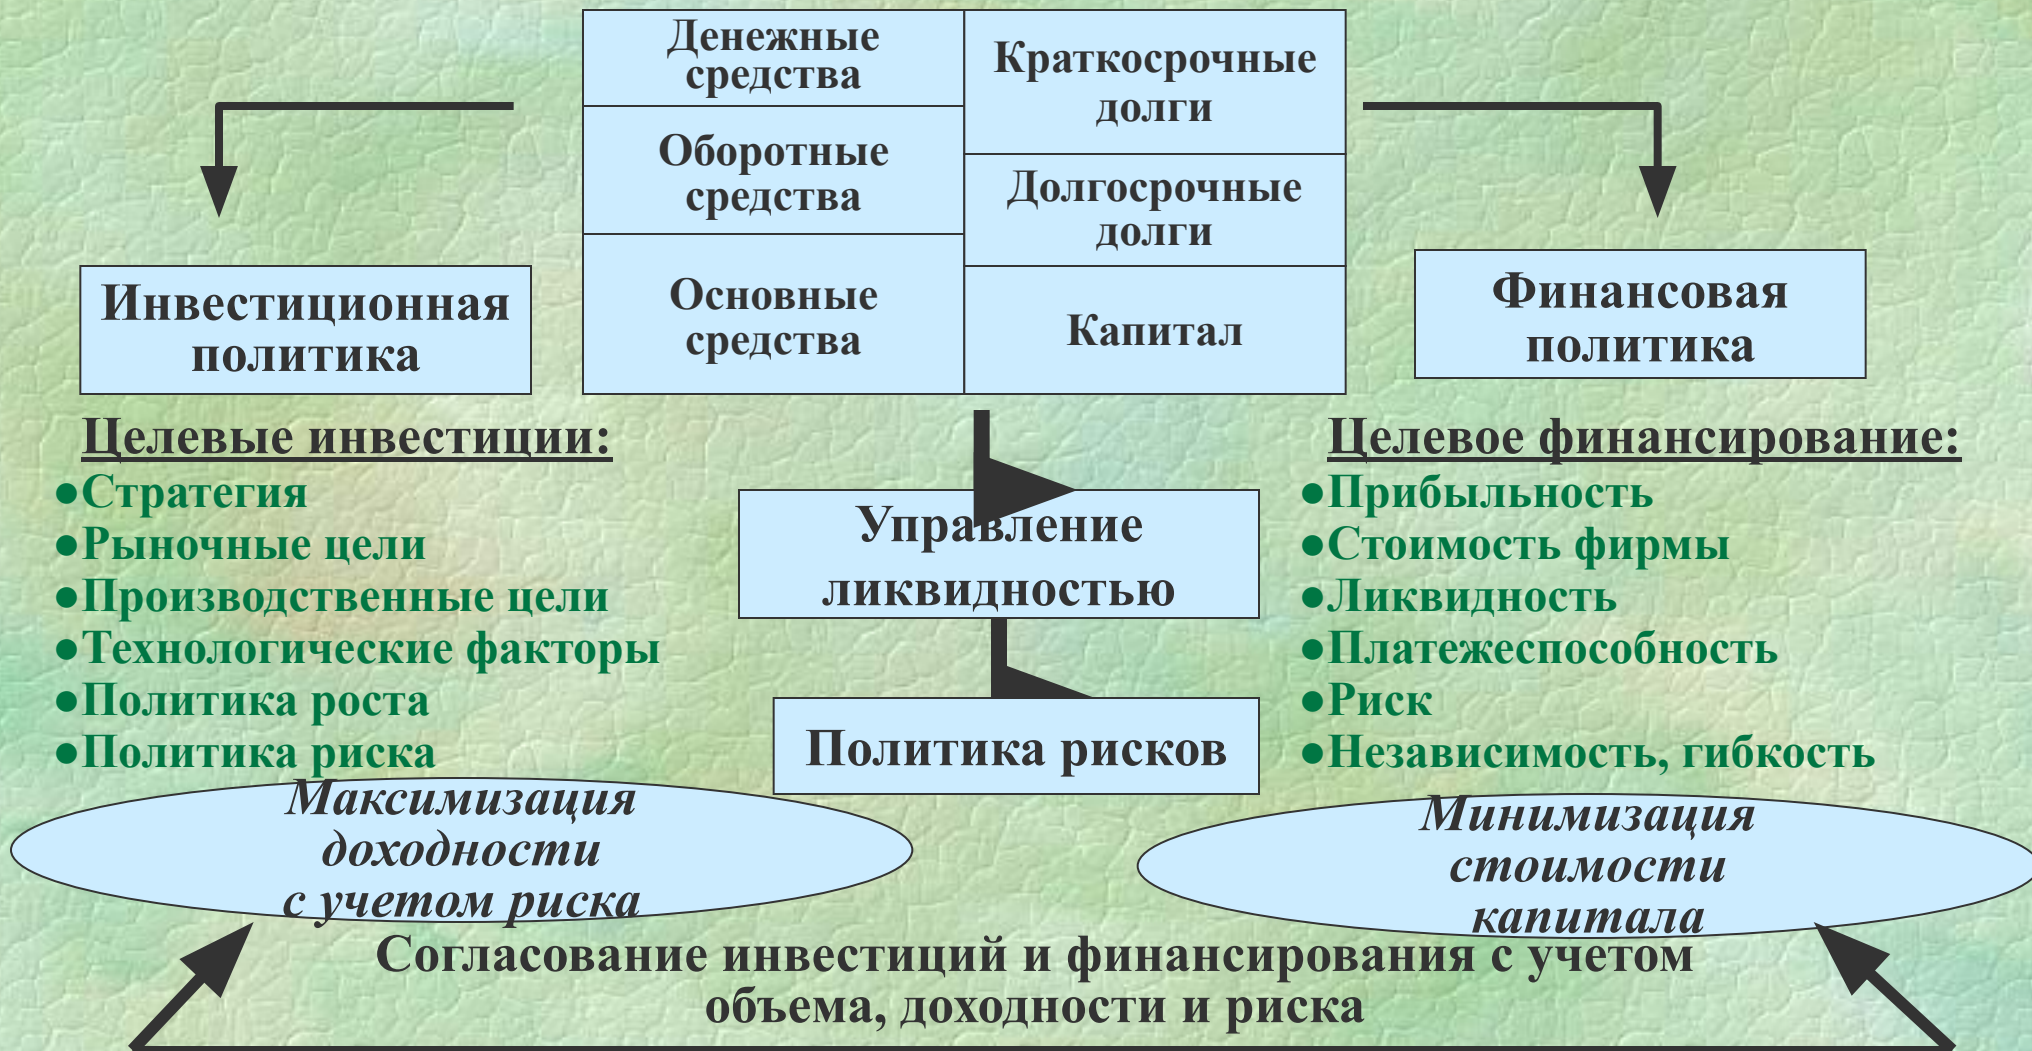 Денежные
средства
Краткосрочные
долги
Оборотные
средства
Долгосрочные
долги
Основные
средства
Капитал
Инвестиционная
политика
Финансовая
политика
Целевые инвестиции:
●Стратегия
●Рыночные цели
●Производственные цели
●Технологические факторы
●Политика роста
●Политика риска
Управление
ликвидностью
Политика рисков
Целевое финансирование:
●Прибыльность
●Стоимость фирмы
●Ликвидность
●Платежеспособность
●Риск
●Независимость, гибкость
Максимизация
доходности
с учетом риска
Минимизация
стоимости
капитала
Согласование инвестиций и финансирования с учетом
объема, доходности и риска